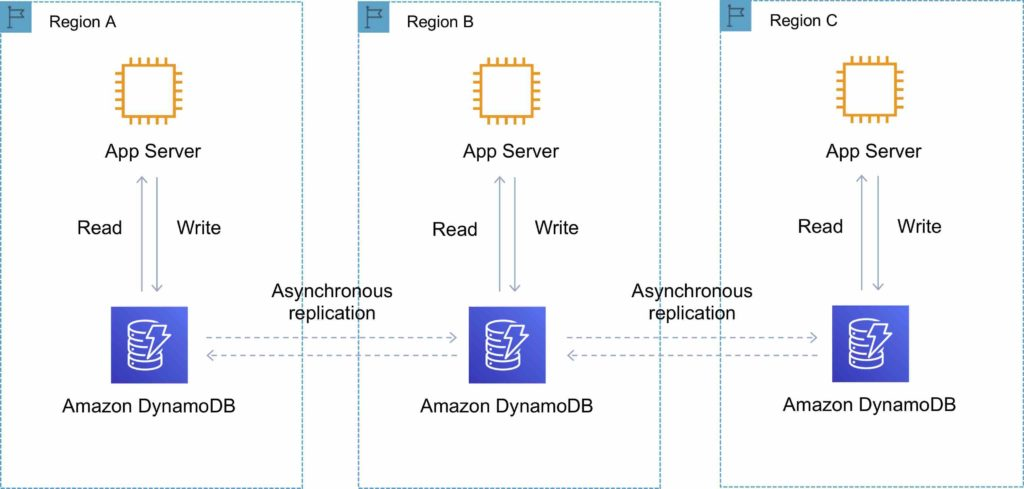 Region A
Region B
Region C
App Server
App Server
App Server
Read
Write
Read
Write
Read
Write
Asynchronous
replication
Asynchronous
replication
Amazon DynamoDB
Amazon DynamoDB
Amazon DynamoDB